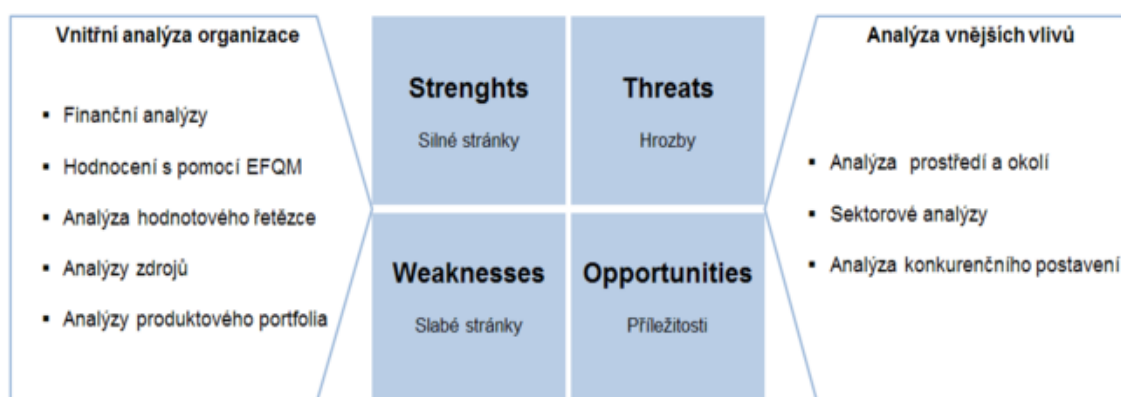 Vnitřní analýza organizace
▪ Finanční analýzy
▪ Hodnocení s pomocí EFQM
▪ Analýza hodnotového řetězce
▪ Analýzy zdrojů
▪ Analýzy produktového portfolia
Strenghts
Silné stránky
Threats
Hrozby
Weaknesses
Slabé stránky
Opportunities
Příležitosti
Analýza vnějších vlivů
▪ Analýza prostředí a okolí
▪ Sektorové analýzy
▪ Analýza konkurenčního postavení